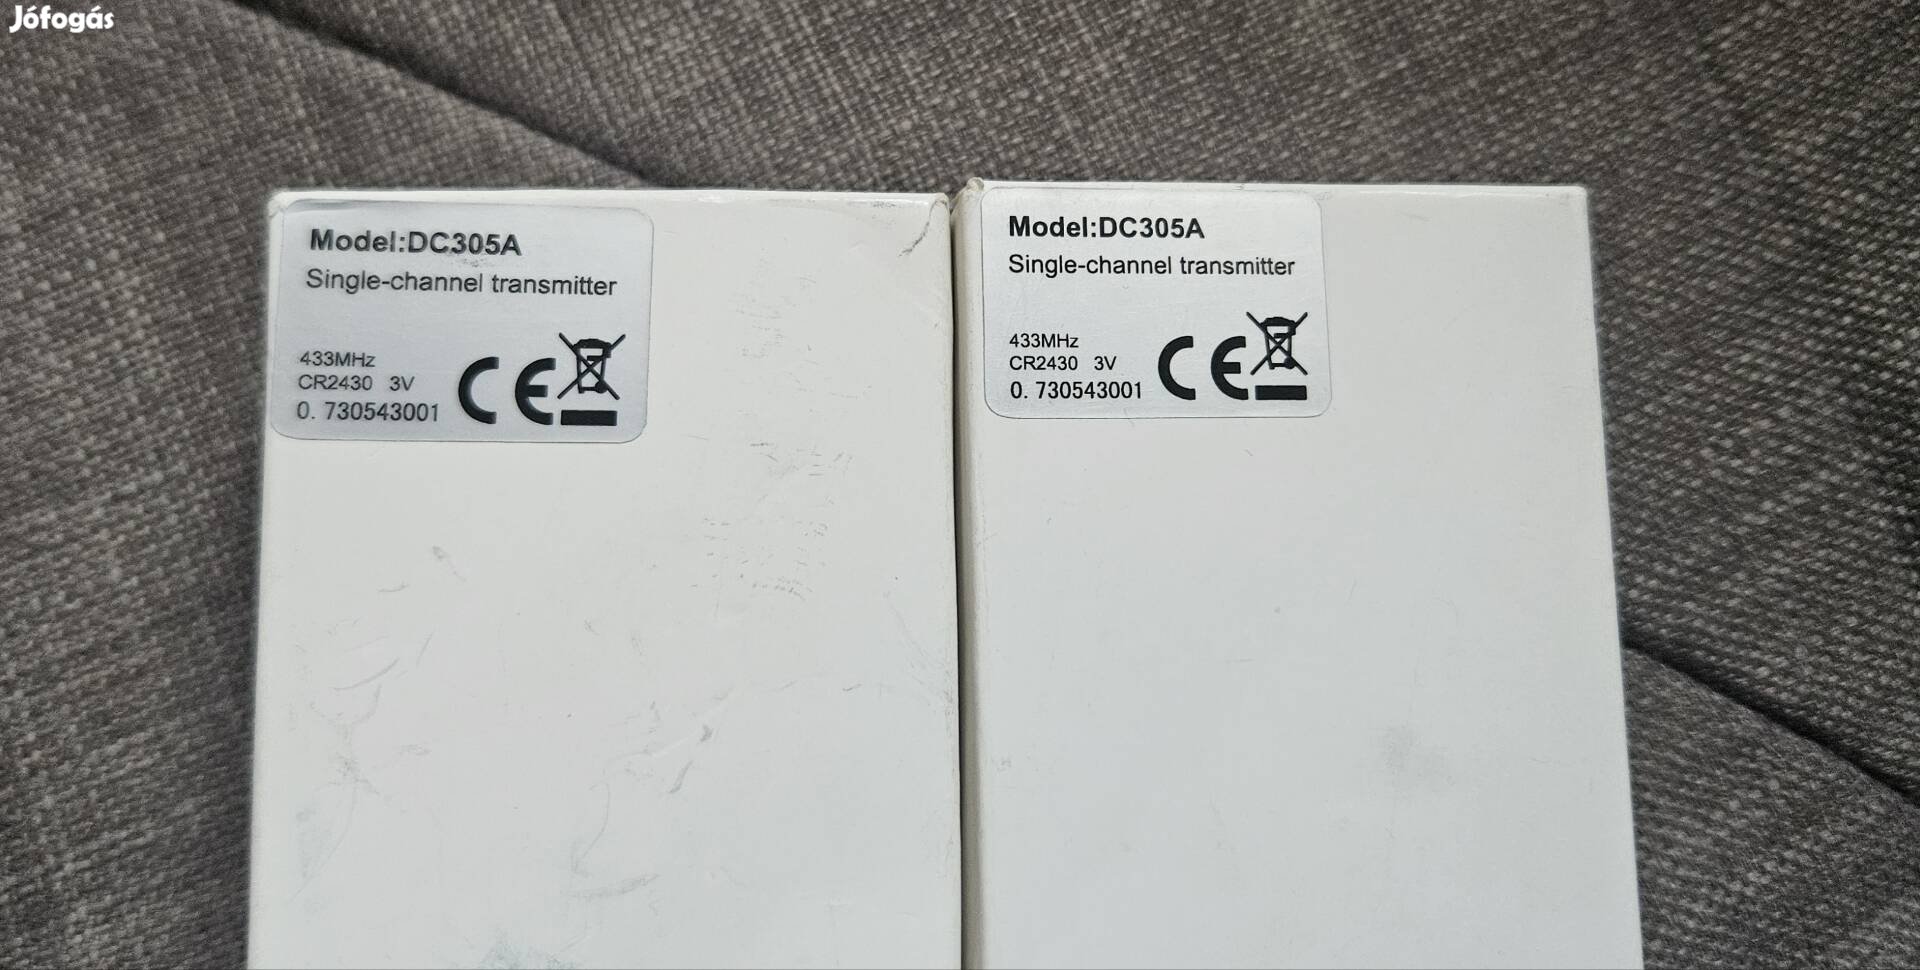 Jófogás
Model:DC305A
Single-channel transmitter
433MHz
CR2430 3V
0. 730543001
CE
Model:DC305A
Single-channel transmitter
433MHz
CR2430 3V
0. 730543001
CE